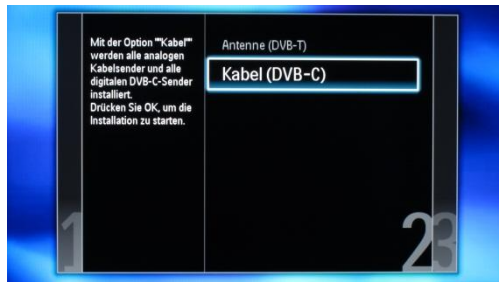 Mit der Option ""Kabel""
werden alle analogen
Kabelsender und alle
digitalen DVB-C-Sender
installiert.
Drücken Sie OK, um die
Installation zu starten.
Antenne (DVB-T)
Kabel (DVB-C)
1
2
3